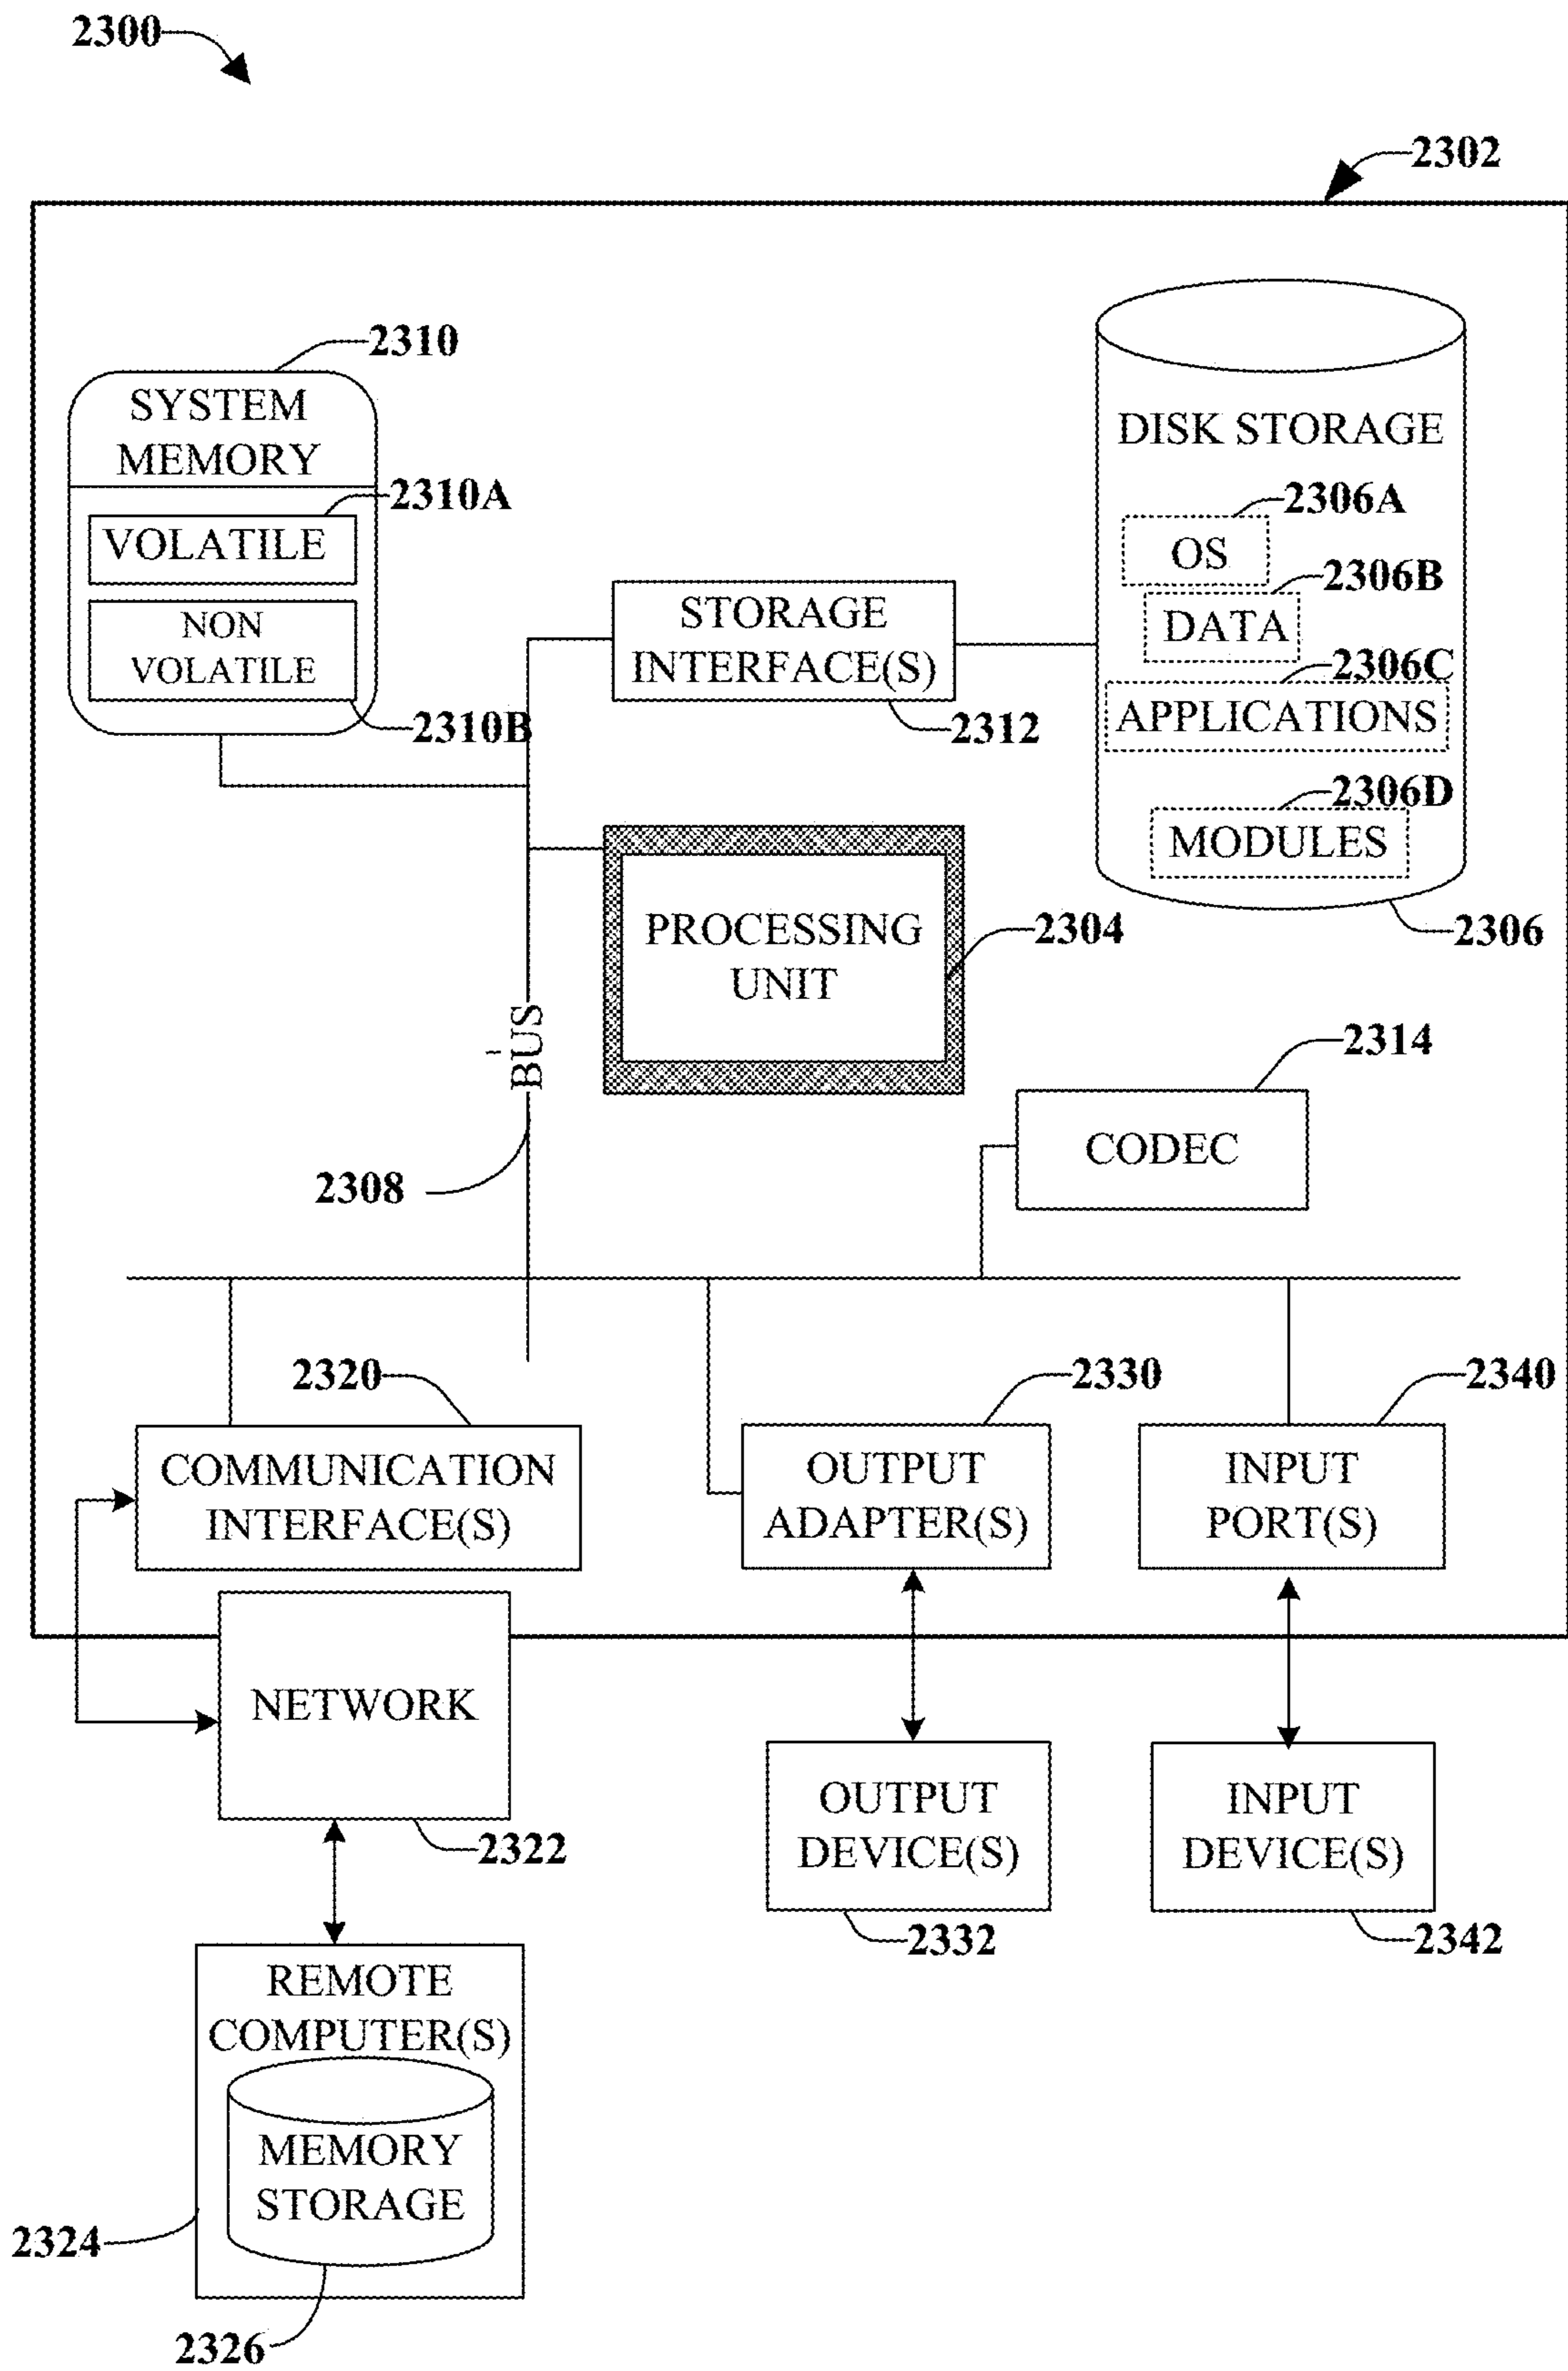 2300
2302
2310
SYSTEM
MEMORY
2310A
VOLATILE
NON
VOLATILE
2310B
STORAGE
INTERFACE(S)
2312
DISK STORAGE
2306A
OS
2306B
DATA
2306C
APPLICATIONS
2306D
MODULES
2306
PROCESSING
UNIT
2304
BUS
2308
2314
CODEC
2320
COMMUNICATION
INTERFACE(S)
2330
OUTPUT
ADAPTER(S)
2340
INPUT
PORT(S)
NETWORK
2322
OUTPUT
DEVICE(S)
2332
INPUT
DEVICE(S)
2342
REMOTE
COMPUTER(S)
MEMORY
STORAGE
2324
2326